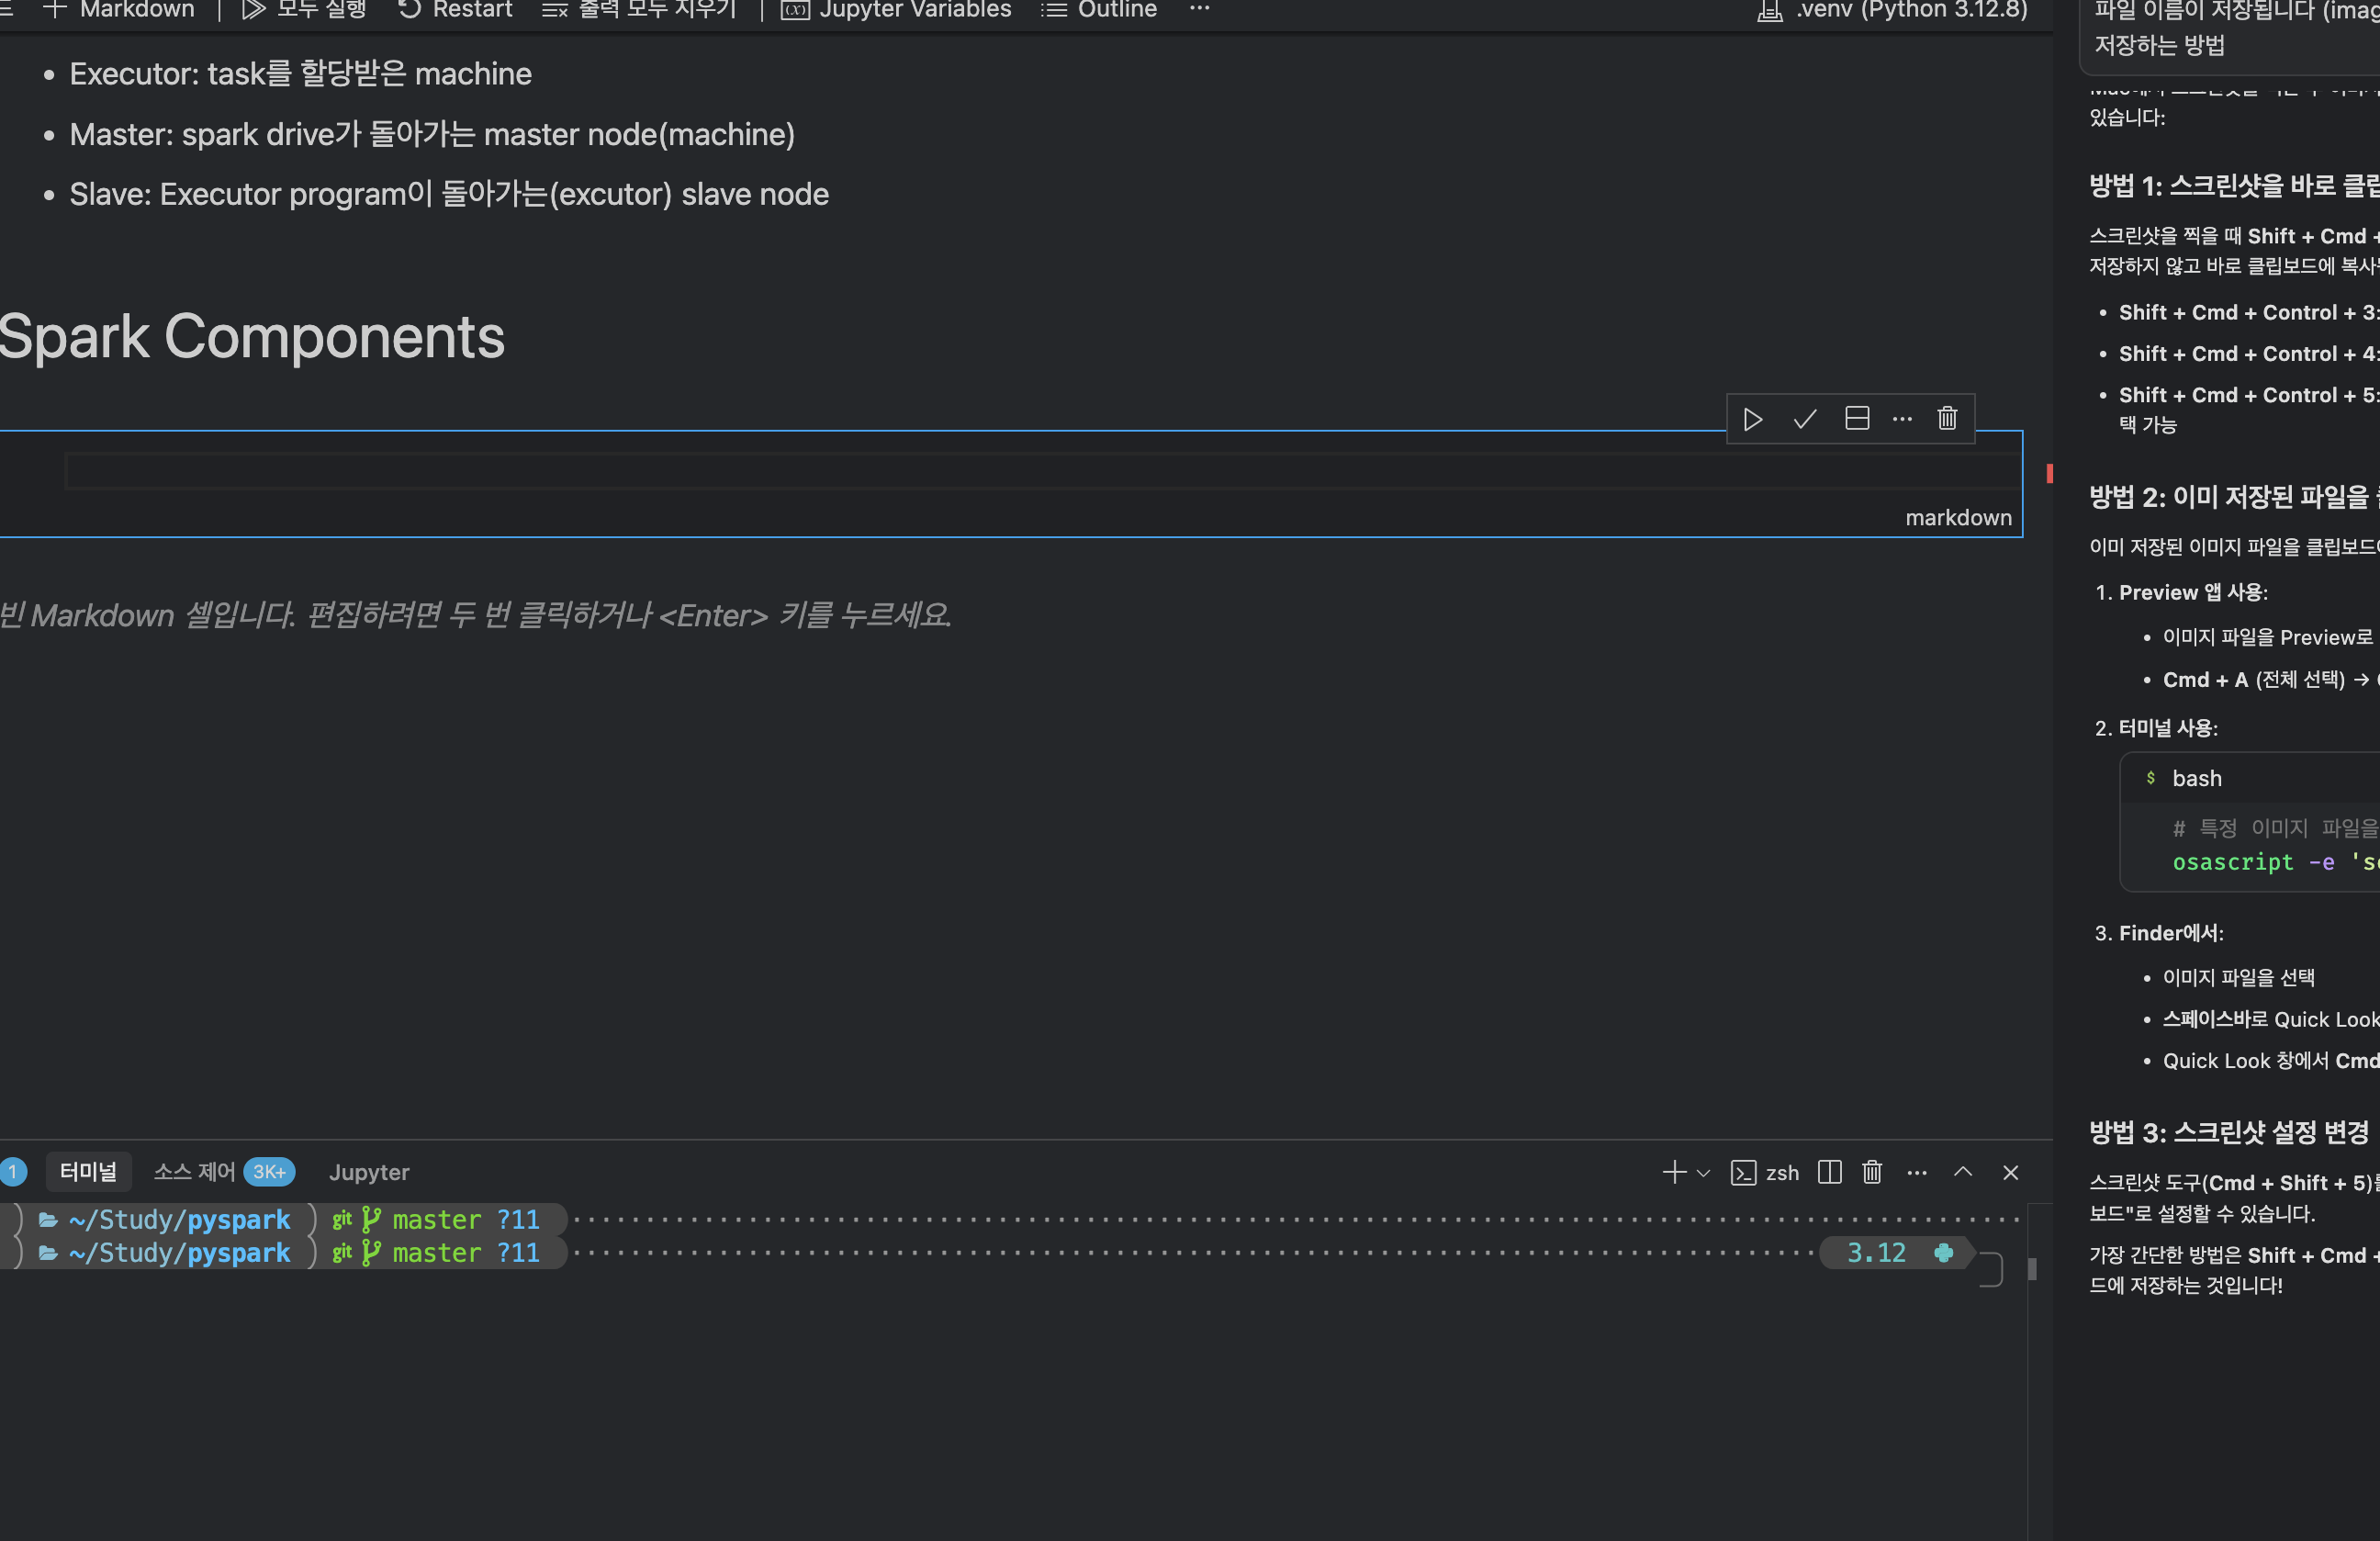 Markdown | 모두 실행 Restart 출력 모두 지우기 | Jupyter Variables Outline ··· .venv (Python 3.12.8)
• Executor: task를 할당받은 machine
• Master: spark drive가 돌아가는 master node(machine)
• Slave: Executor program이 돌아가는(excutor) slave node
Spark Components
markdown
빈 Markdown 셀입니다. 편집하려면 두 번 클릭하거나 <Enter> 키를 누르세요.
1 터미널 소스 제어 3K+ Jupyter zsh
~/Study/pyspark git master ?11
~/Study/pyspark git master ?11 3.12
파일 이름이 저장됩니다 (imag
저장하는 방법
있습니다:
방법 1: 스크린샷을 바로 클립
스크린샷을 찍을 때 Shift + Cmd +
저장하지 않고 바로 클립보드에 복사
• Shift + Cmd + Control + 3:
• Shift + Cmd + Control + 4:
• Shift + Cmd + Control + 5:
택 가능
방법 2: 이미 저장된 파일을
이미 저장된 이미지 파일을 클립보드
1. Preview 앱 사용:
• 이미지 파일을 Preview로
• Cmd + A (전체 선택) →
2. 터미널 사용:
$ bash
# 특정 이미지 파일을
osascript -e 's
3. Finder에서:
• 이미지 파일을 선택
• 스페이스바로 Quick Look
• Quick Look 창에서 Cmd
방법 3: 스크린샷 설정 변경
스크린샷 도구(Cmd + Shift + 5)
보드"로 설정할 수 있습니다.
가장 간단한 방법은 Shift + Cmd +
드에 저장하는 것입니다!